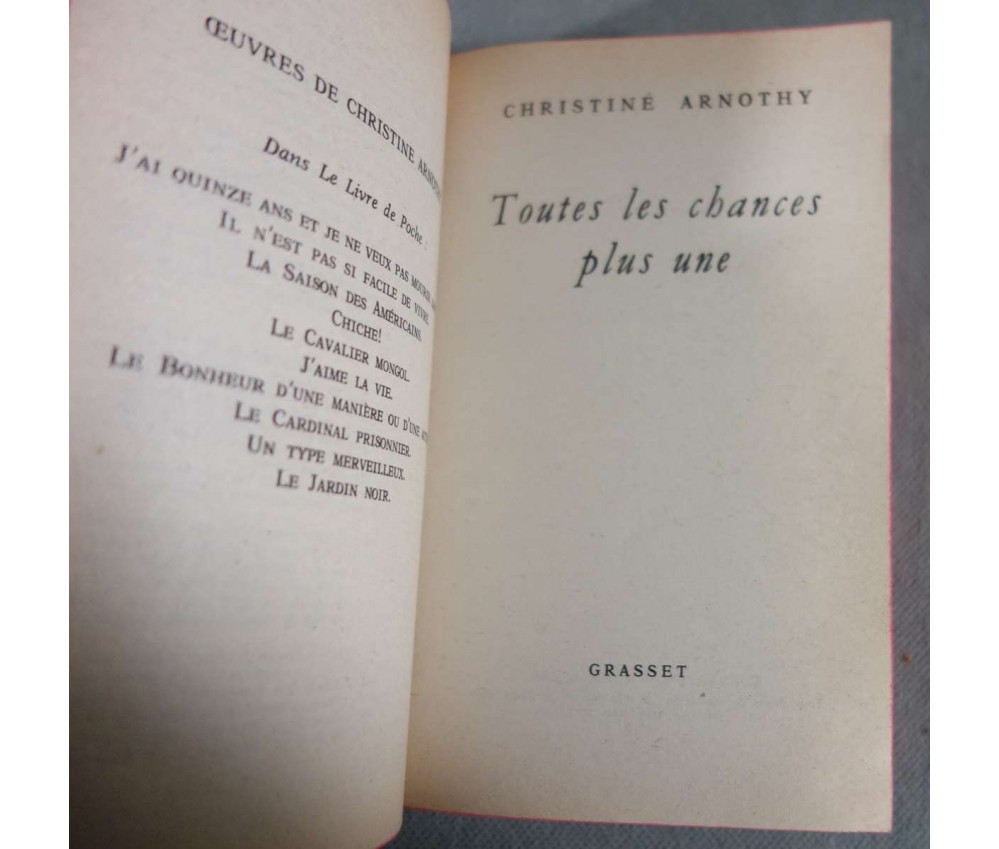 ŒUVRES DE CHRISTINE ARNOTHY
Dans Le Livre de Poche :
J'AI QUINZE ANS ET JE NE VEUX PAS MOURIR
IL N'EST PAS SI FACILE DE VIVRE.
LA SAISON DES AMÉRICAINS.
CHICHE!
LE CAVALIER MONGOL.
J'AIME LA VIE.
LE BONHEUR D'UNE MANIÈRE OU D'UNE
LE CARDINAL PRISONNIER.
UN TYPE MERVEILLEUX.
LE JARDIN NOIR.
CHRISTINE ARNOTHY
Toutes les chances
plus une
GRASSET